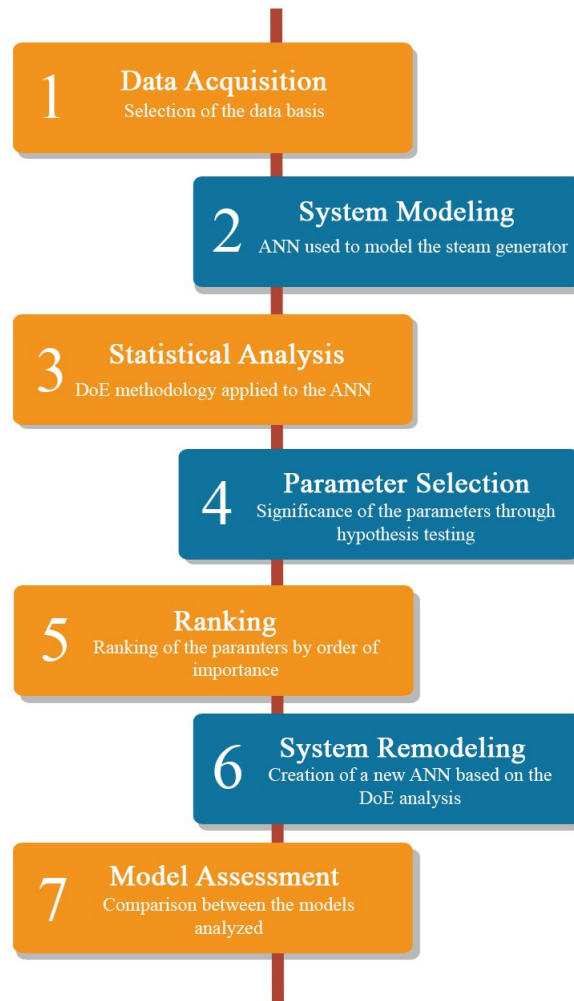 1
Data Acquisition
Selection of the data basis
2
System Modeling
ANN used to model the steam generator
3
Statistical Analysis
DoE methodology applied to the ANN
4
Parameter Selection
Significance of the parameters through
hypothesis testing
5
Ranking
Ranking of the paramters by order of
importance
6
System Remodeling
Creation of a new ANN based on the
DoE analysis
7
Model Assessment
Comparison between the models
analyzed